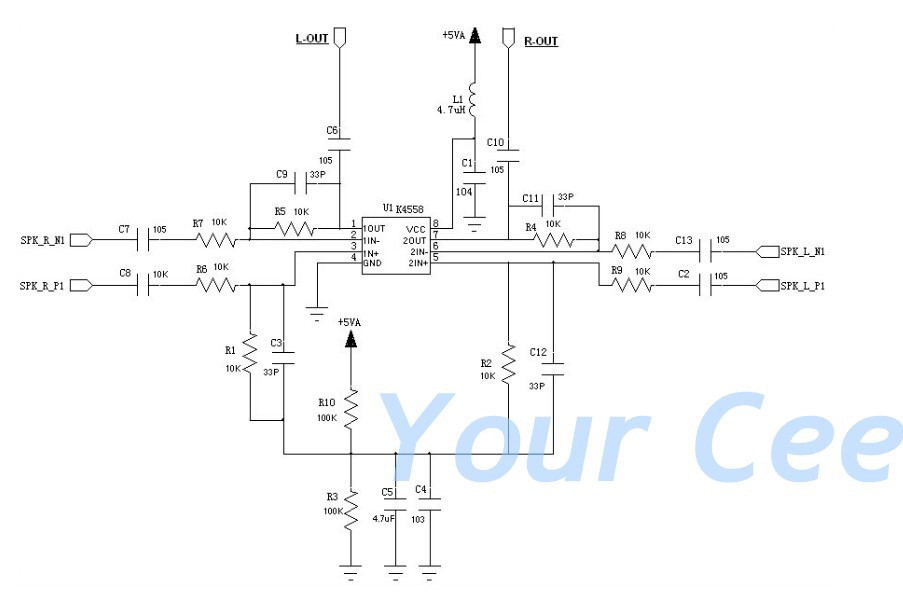 L-OUT
+5VA
R-OUT
L1
4.7uH
C6
105
C10
105
C9
33P
C1
104
C11
33P
R5 10K
U1 K4558
R4 10K
C7
105
R7 10K
1 1OUT
2 1IN-
3 1N+
4 GND
VCC 8
2OUT 7
2IN- 6
2IN+ 5
R8 10K
C13
105
SPK_R_N1
SPK_L_N1
C8
10K
R6 10K
R9 10K
C2
105
SPK_R_P1
SPK_L_P1
+5VA
R1
10K
C3
33P
R2
10K
C12
33P
R10
100K
Your Cee
R3
100K
C5
4.7uF
C4
103